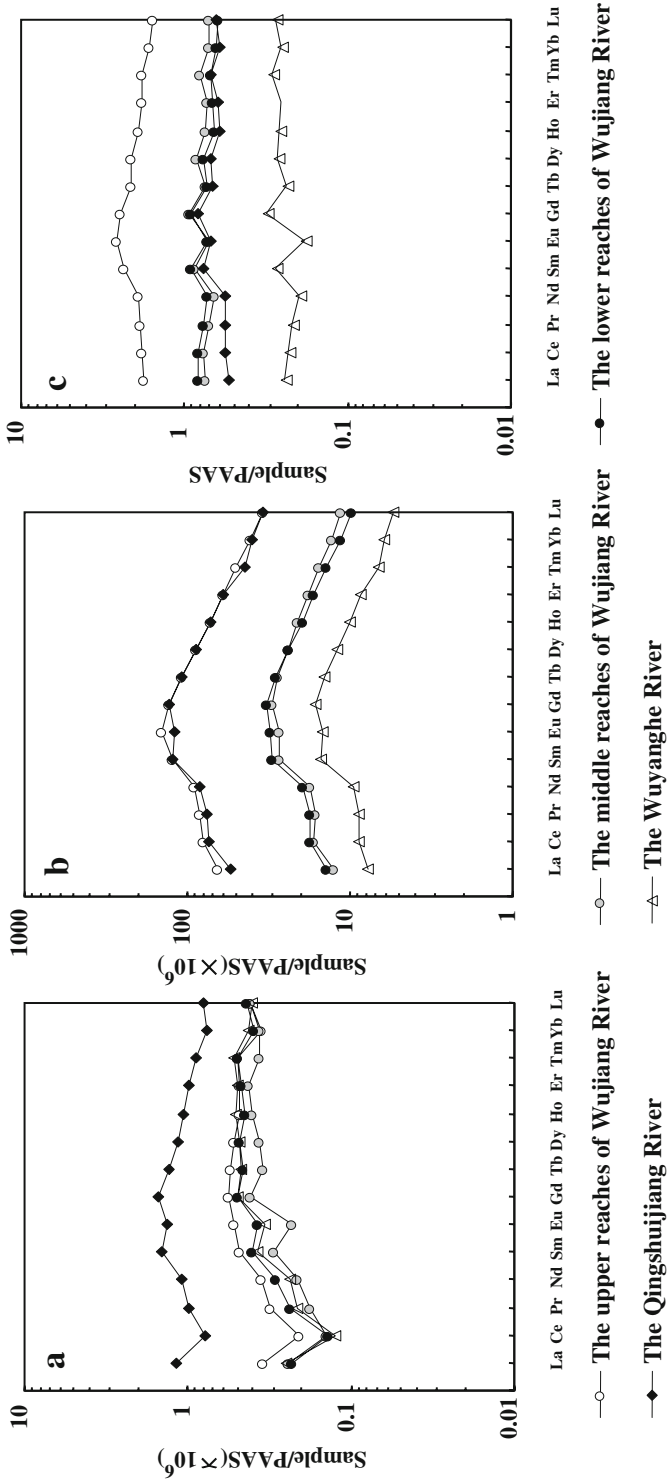 a
10
1
0.1
0.01
Sample/PAAS(×10⁶)
La Ce Pr Nd Sm Eu Gd Tb Dy Ho Er Tm Yb Lu
b
1000
100
10
1
Sample/PAAS(×10⁶)
La Ce Pr Nd Sm Eu Gd Tb Dy Ho Er Tm Yb Lu
c
10
1
0.1
0.01
Sample/PAAS
La Ce Pr Nd Sm Eu Gd Tb Dy Ho Er Tm Yb Lu
The upper reaches of Wujiang River
The middle reaches of Wujiang River
The lower reaches of Wujiang River
The Qingshuijiang River
The Wuyanghe River